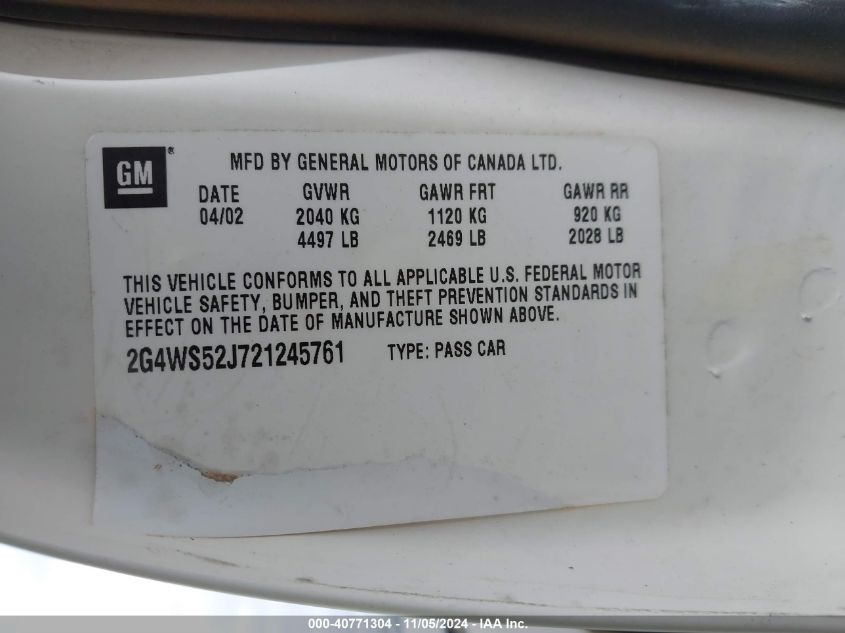 GM®
MFD BY GENERAL MOTORS OF CANADA LTD.
DATE GVWR GAWR FRT GAWR RR
04/02 2040 KG 1120 KG 920 KG
4497 LB 2469 LB 2028 LB
THIS VEHICLE CONFORMS TO ALL APPLICABLE U.S. FEDERAL MOTOR
VEHICLE SAFETY, BUMPER, AND THEFT PREVENTION STANDARDS IN
EFFECT ON THE DATE OF MANUFACTURE SHOWN ABOVE.
2G4WS52J721245761 TYPE: PASS CAR
000-40771304 - 11/05/2024 - IAA Inc.